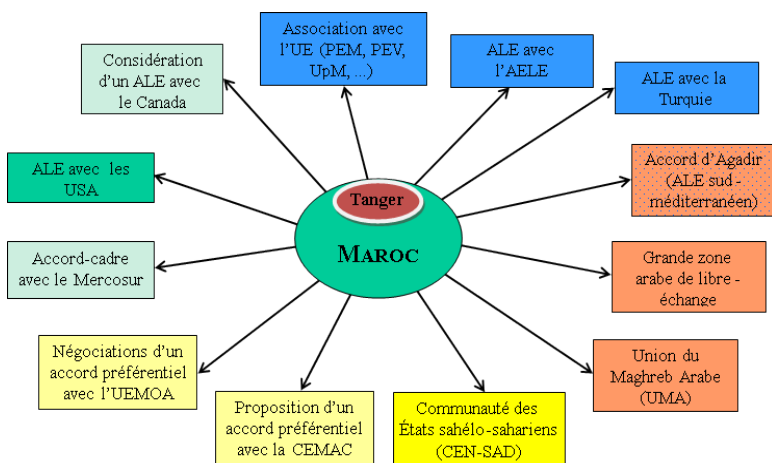 Considération
d'un ALE avec
le Canada
Association avec
l'UE (PEM, PEV,
UpM, ...)
ALE avec
l'AELE
ALE avec la
Turquie
ALE avec les
USA
Tanger
MAROC
Accord d'Agadir
(ALE sud -
méditerranéen)
Accord-cadre
avec le Mercosur
Grande zone
arabe de libre -
échange
Négociations d'un
accord préférentiel
avec l'UEMOA
Proposition d'un
accord préférentiel
avec la CEMAC
Communauté des
États sahélo-sahariens
(CEN-SAD)
Union du
Maghreb Arabe
(UMA)